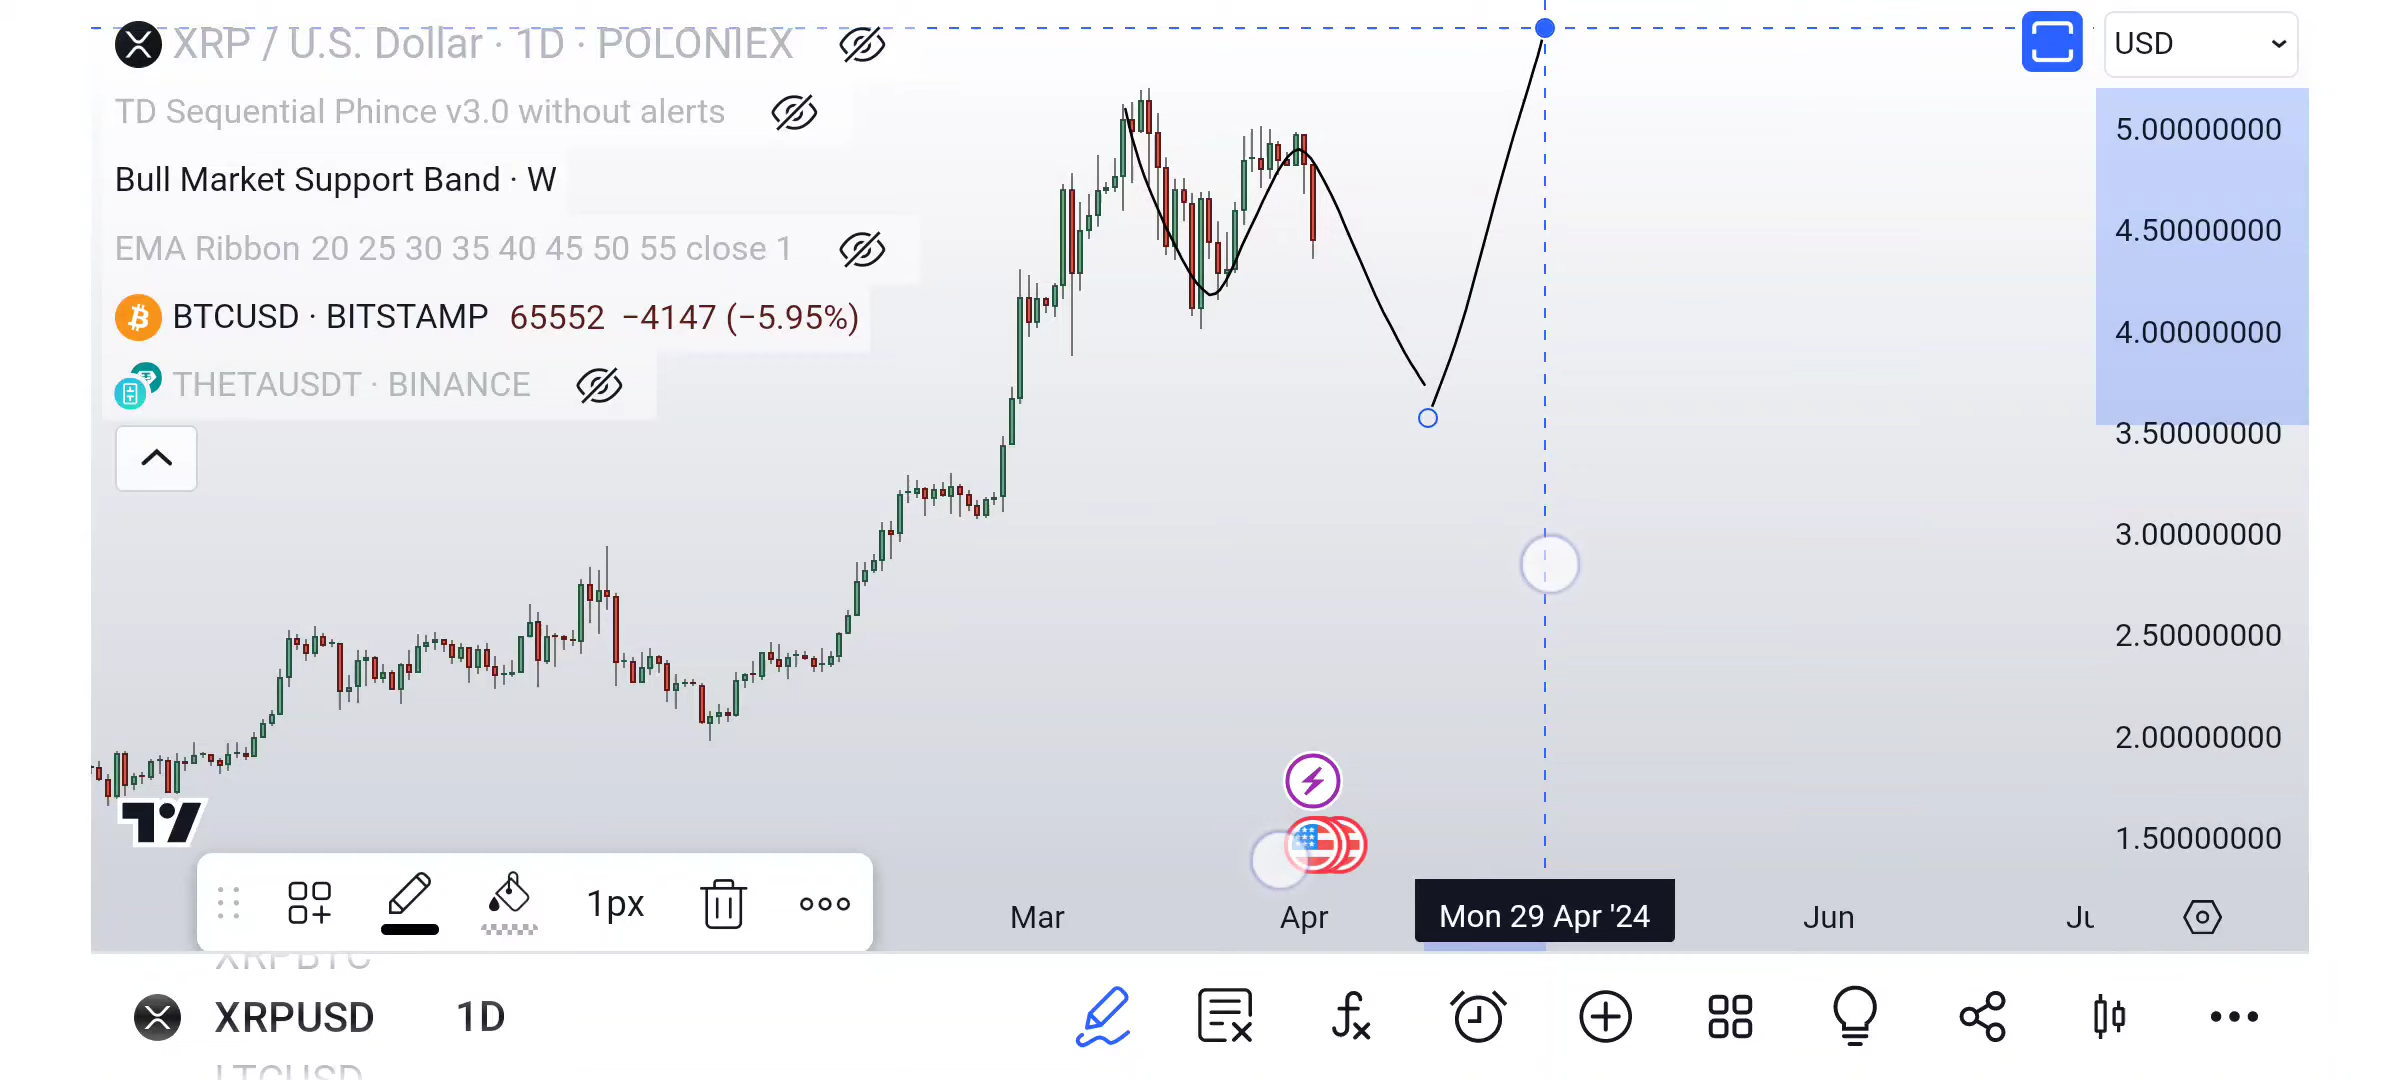 XRP / U.S. Dollar · 1D · POLONIEX
USD
TD Sequential Phince v3.0 without alerts
5.00000000
Bull Market Support Band · W
4.50000000
EMA Ribbon 20 25 30 35 40 45 50 55 close 1
BTCUSD · BITSTAMP 65552 −4147 (−5.95%)
4.00000000
THETAUSDT · BINANCE
3.50000000
3.00000000
2.50000000
2.00000000
1.50000000
1px
Mar
Apr
Mon 29 Apr '24
Jun
Ju
XRPBTC
XRPUSD 1D
LTCUSD